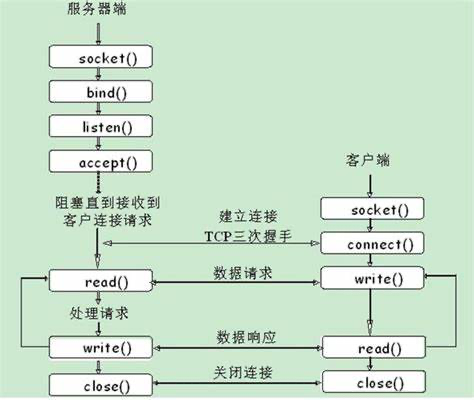 服务器端
socket()
bind()
listen()
accept()
阻塞直到接收到
客户连接请求
客户端
socket()
建立连接
TCP三次握手
connect()
read()
数据请求
write()
处理请求
write()
数据响应
read()
close()
关闭连接
close()